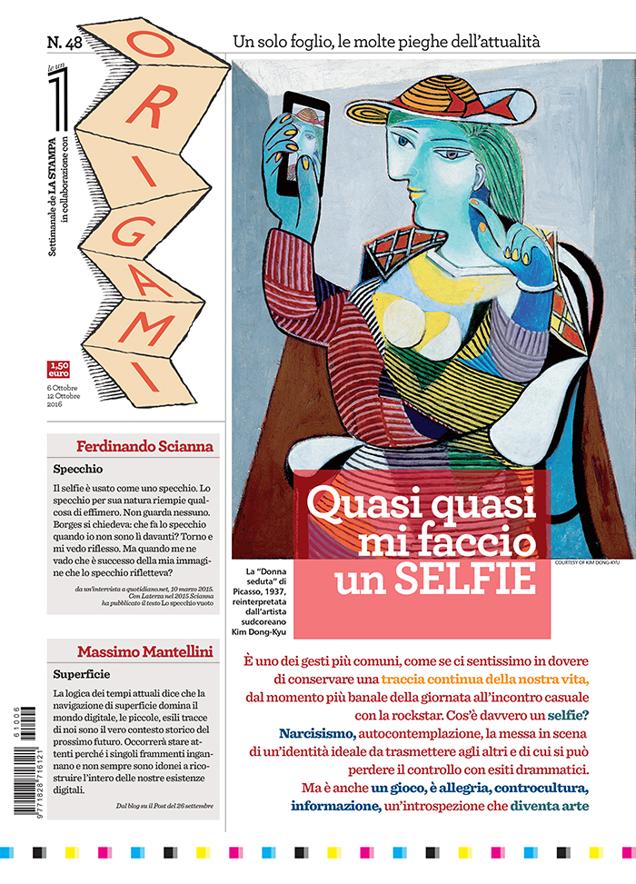 N. 48
ORIGAMI
le un
1
Settimanale de LA STAMPA
in collaborazione con
1,50
euro
6 Ottobre
12 Ottobre
2016
Un solo foglio, le molte pieghe dell'attualità
Ferdinando Scianna
Specchio
Il selfie è usato come uno specchio. Lo
specchio per sua natura riempie qual-
cosa di effimero. Non guarda nessuno.
Borges si chiedeva: che fa lo specchio
quando io non sono lì davanti? Torno e
mi vedo riflesso. Ma quando me ne
vado che è successo della mia immagi-
ne che lo specchio rifletteva?
da un'intervista a quotidiano.net, 10 marzo 2015.
Con Laterza nel 2015 Scianna
ha pubblicato il testo Lo specchio vuoto
Massimo Mantellini
Superficie
La logica dei tempi attuali dice che la
navigazione di superficie domina il
mondo digitale, le piccole, esili tracce
di noi sono il vero contesto storico del
prossimo futuro. Occorrerà stare at-
tenti perché i singoli frammenti ingan-
nano e non sempre sono idonei a rico-
struire l'intero delle nostre esistenze
digitali.
Dal blog su il Post del 26 settembre
61006
9 771828 716121
COURTESY OF KIM DONG-KYU
Quasi quasi
mi faccio
un SELFIE
La "Donna
seduta" di
Picasso, 1937,
reinterpretata
dall'artista
sudcoreano
Kim Dong-Kyu
È uno dei gesti più comuni, come se ci sentissimo in dovere
di conservare una traccia continua della nostra vita,
dal momento più banale della giornata all'incontro casuale
con la rockstar. Cos'è davvero un selfie?
Narcisismo, autocontemplazione, la messa in scena
di un'identità ideale da trasmettere agli altri e di cui si può
perdere il controllo con esiti drammatici.
Ma è anche un gioco, è allegria, controcultura,
informazione, un'introspezione che diventa arte